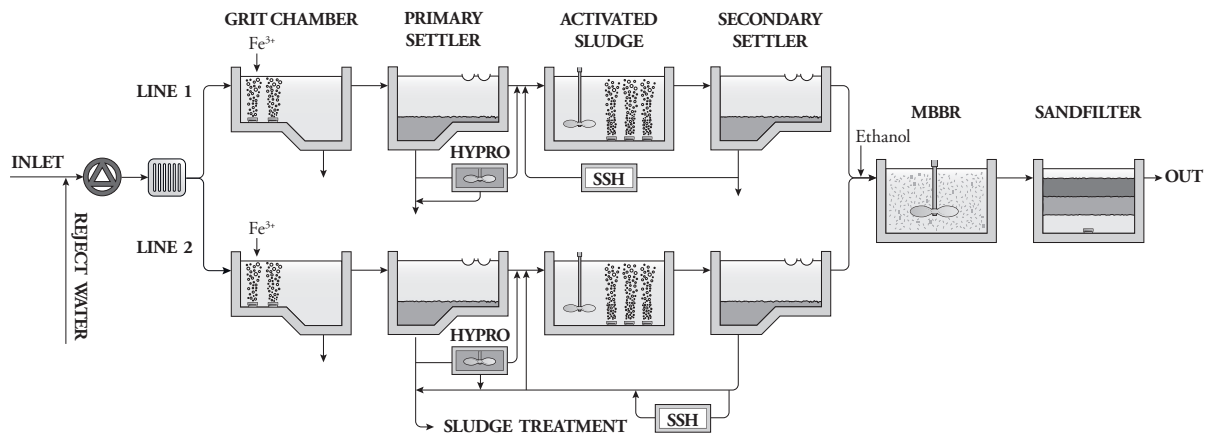 GRIT CHAMBER
PRIMARY
SETTLER
ACTIVATED
SLUDGE
SECONDARY
SETTLER
Fe³⁺
LINE 1
MBBR
SANDFILTER
Ethanol
HYPRO
SSH
INLET
OUT
REJECT WATER
LINE 2
Fe³⁺
HYPRO
SSH
SLUDGE TREATMENT